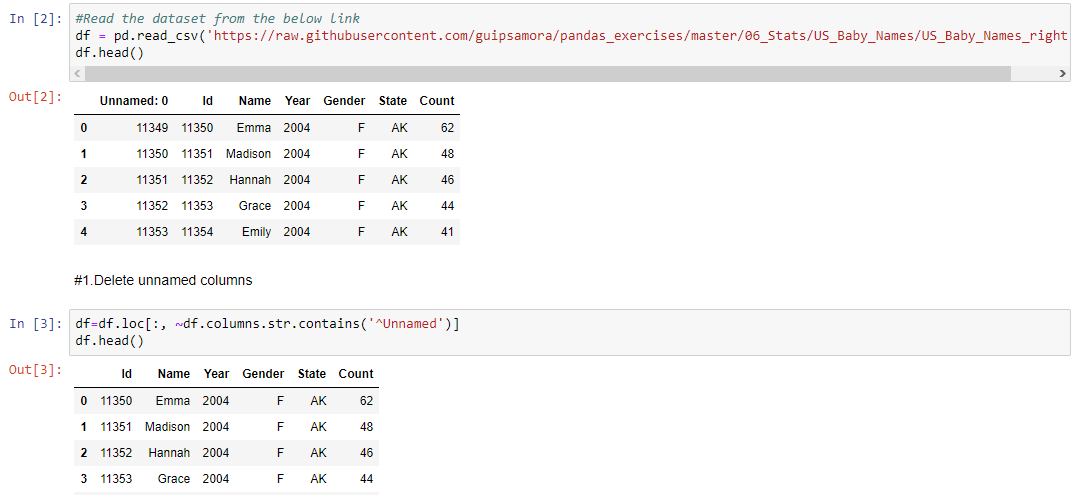 In [2]: #Read the dataset from the below link
df = pd.read_csv('https://raw.githubusercontent.com/guipsamora/pandas_exercises/master/06_Stats/US_Baby_Names/US_Baby_Names_right
df.head()
Out[2]:
Unnamed: 0 Id Name Year Gender State Count
0 11349 11350 Emma 2004 F AK 62
1 11350 11351 Madison 2004 F AK 48
2 11351 11352 Hannah 2004 F AK 46
3 11352 11353 Grace 2004 F AK 44
4 11353 11354 Emily 2004 F AK 41
#1.Delete unnamed columns
In [3]: df=df.loc[:, ~df.columns.str.contains('^Unnamed')]
df.head()
Out[3]:
Id Name Year Gender State Count
0 11350 Emma 2004 F AK 62
1 11351 Madison 2004 F AK 48
2 11352 Hannah 2004 F AK 46
3 11353 Grace 2004 F AK 44